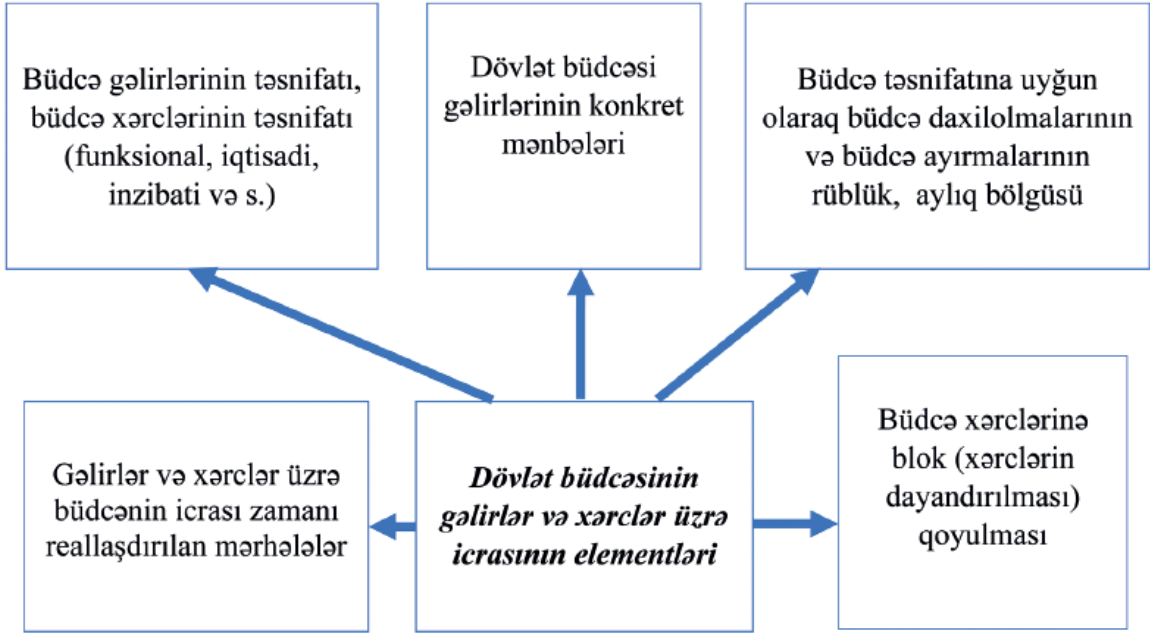 Büdcə gəlirlərinin təsnifatı,
büdcə xərclərinin təsnifatı
(funksional, iqtisadi,
inzibati və s.)
Dövlət büdcəsi
gəlirlərinin konkret
mənbələri
Büdcə təsnifatına uyğun
olaraq büdcə daxilolmalarının
və büdcə ayırmalarının
rüblük, aylıq bölgüsü
Gəlirlər və xərclər üzrə
büdcənin icrası zamanı
reallaşdırılan mərhələlər
Dövlət büdcəsinin
gəlirlər və xərclər üzrə
icrasının elementləri
Büdcə xərclərinə
blok (xərclərin
dayandırılması)
qoyulması